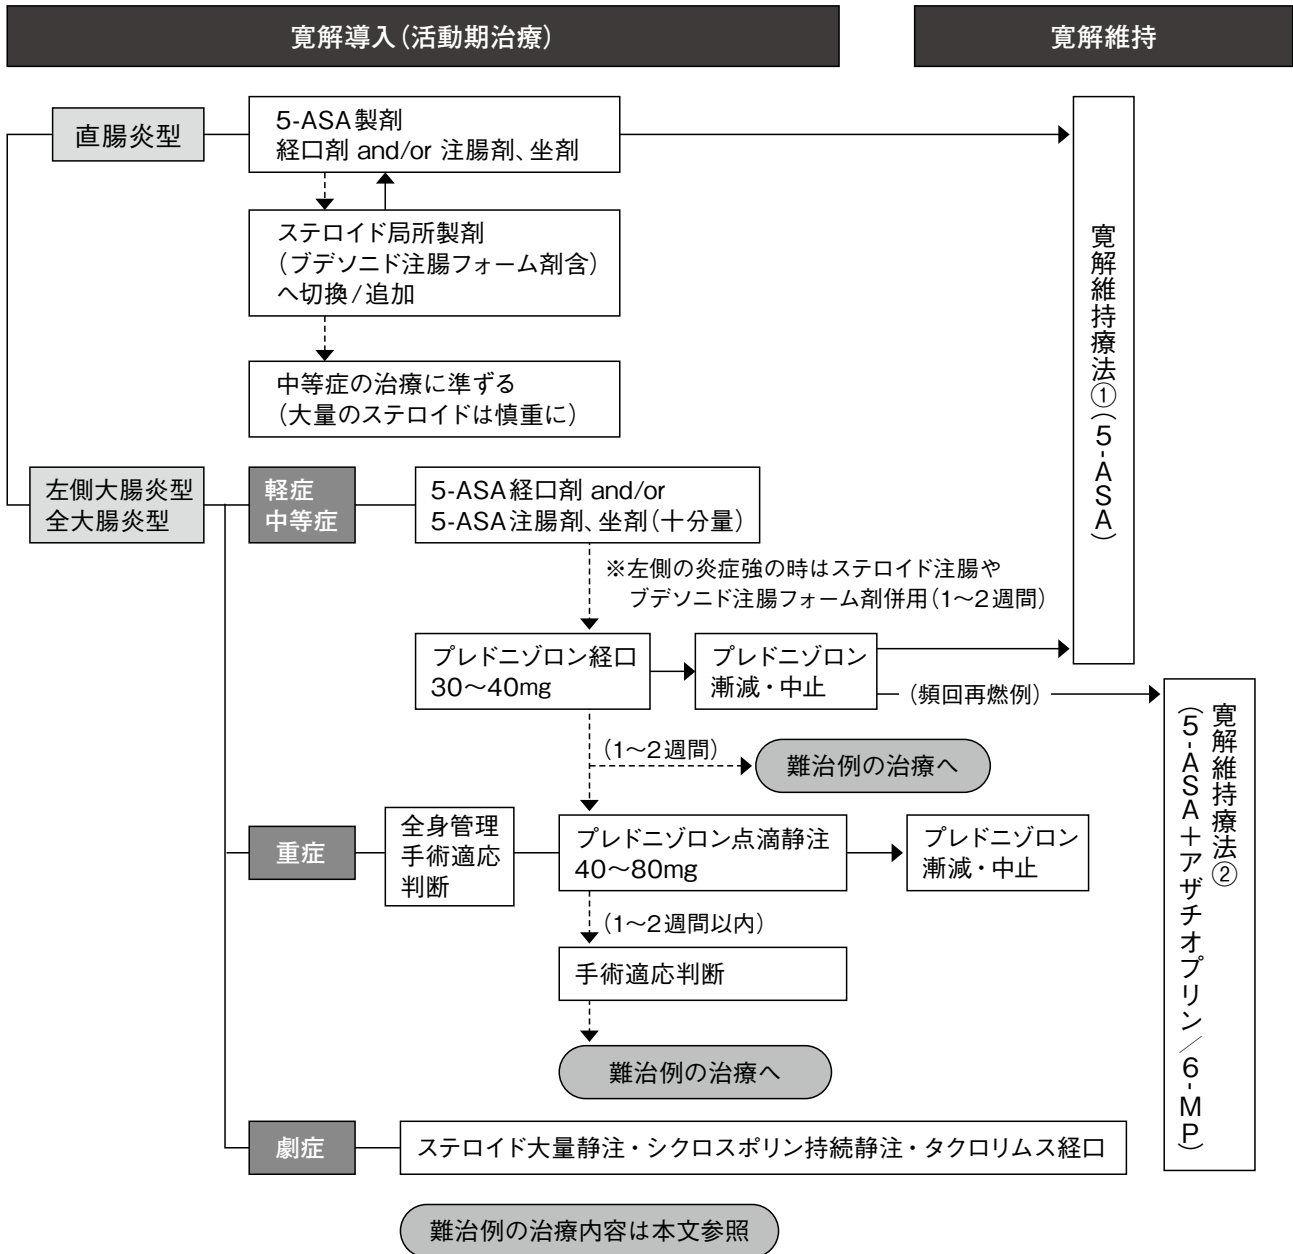 寛解導入（活動期治療）
寛解維持
直腸炎型
5-ASA製剤
経口剤 and/or 注腸剤、坐剤
ステロイド局所製剤
（ブデソニド注腸フォーム剤含）
へ切換/追加
中等症の治療に準ずる
（大量のステロイドは慎重に）
寛解維持療法①（5-ASA）
左側大腸炎型
全大腸炎型
軽症
中等症
5-ASA経口剤 and/or
5-ASA注腸剤、坐剤（十分量）
※左側の炎症強の時はステロイド注腸や
ブデソニド注腸フォーム剤併用（1〜2週間）
プレドニゾロン経口
30〜40mg
プレドニゾロン
漸減・中止
（頻回再燃例）
寛解維持療法②
（5-ASA＋アザチオプリン／6-MP）
（1〜2週間）
難治例の治療へ
重症
全身管理
手術適応
判断
プレドニゾロン点滴静注
40〜80mg
プレドニゾロン
漸減・中止
（1〜2週間以内）
手術適応判断
難治例の治療へ
劇症
ステロイド大量静注・シクロスポリン持続静注・タクロリムス経口
難治例の治療内容は本文参照